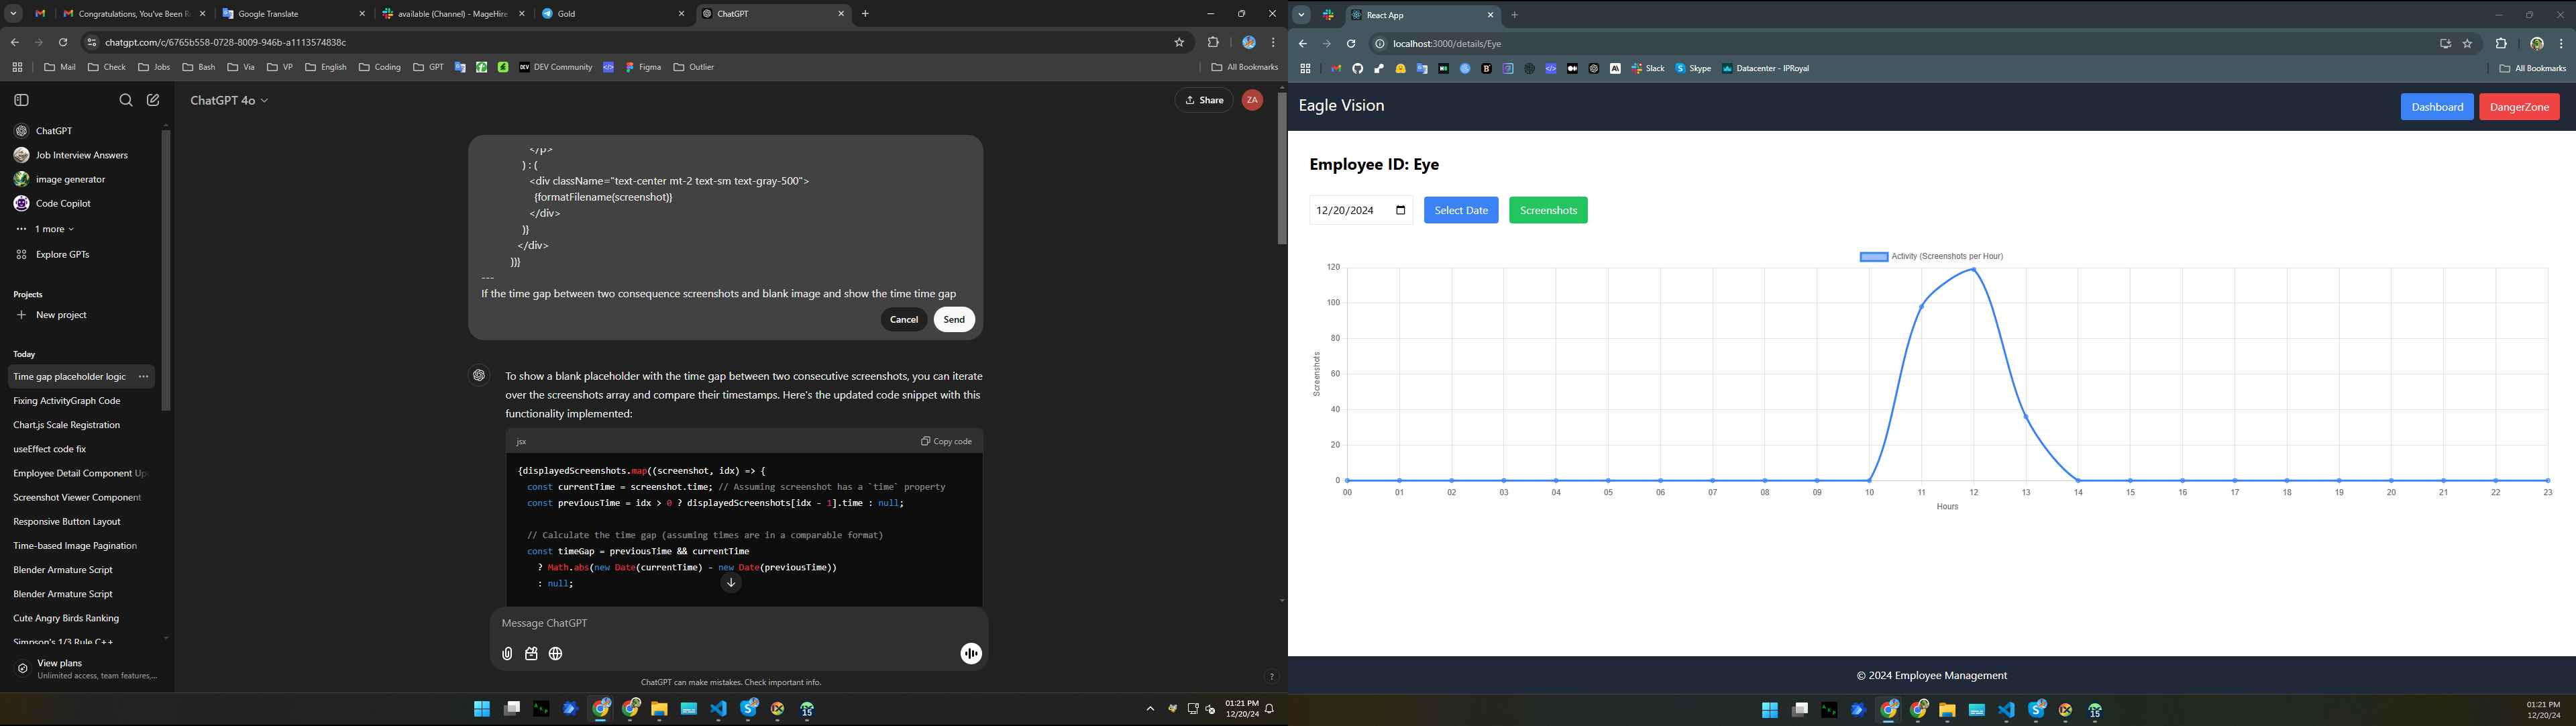 Congratulations, You've Been R
Google Translate
available (Channel) - MageHire
Gold
ChatGPT
chatgpt.com/c/6765b558-0728-8009-946b-a1113574838c
Mail
Check
Jobs
Bash
Via
VP
English
Coding
GPT
DEV Community
Figma
Outlier
All Bookmarks
ChatGPT
Job Interview Answers
image generator
Code Copilot
1 more
Explore GPTs
Projects
New project
Today
Time gap placeholder logic
Fixing ActivityGraph Code
Chart.js Scale Registration
useEffect code fix
Employee Detail Component Up
Screenshot Viewer Component
Responsive Button Layout
Time-based Image Pagination
Blender Armature Script
Blender Armature Script
Cute Angry Birds Ranking
Simpson's 1/3 Rule C++
View plans
Unlimited access, team features,...
ChatGPT 4o
Share
ZA
</p>
) : (
<div className="text-center mt-2 text-sm text-gray-500">
{formatFilename(screenshot)}
</div>
)}
</div>
)))}
---
If the time gap between two consequence screenshots and blank image and show the time time gap
Cancel
Send
To show a blank placeholder with the time gap between two consecutive screenshots, you can iterate
over the screenshots array and compare their timestamps. Here's the updated code snippet with this
functionality implemented:
jsx
Copy code
{displayedScreenshots.map((screenshot, idx) => {
const currentTime = screenshot.time; // Assuming screenshot has a `time` property
const previousTime = idx > 0 ? displayedScreenshots[idx - 1].time : null;
// Calculate the time gap (assuming times are in a comparable format)
const timeGap = previousTime && currentTime
? Math.abs(new Date(currentTime) - new Date(previousTime))
: null;
Message ChatGPT
ChatGPT can make mistakes. Check important info.
?
15
01:21 PM
12/20/24
React App
localhost:3000/details/Eye
Slack
Skype
Datacenter - IPRoyal
All Bookmarks
Eagle Vision
Dashboard
DangerZone
Employee ID: Eye
12/20/2024
Select Date
Screenshots
Activity (Screenshots per Hour)
120
100
80
60
40
20
0
Screenshots
00 01 02 03 04 05 06 07 08 09 10 11 12 13 14 15 16 17 18 19 20 21 22 23
Hours
© 2024 Employee Management
15
01:21 PM
12/20/24